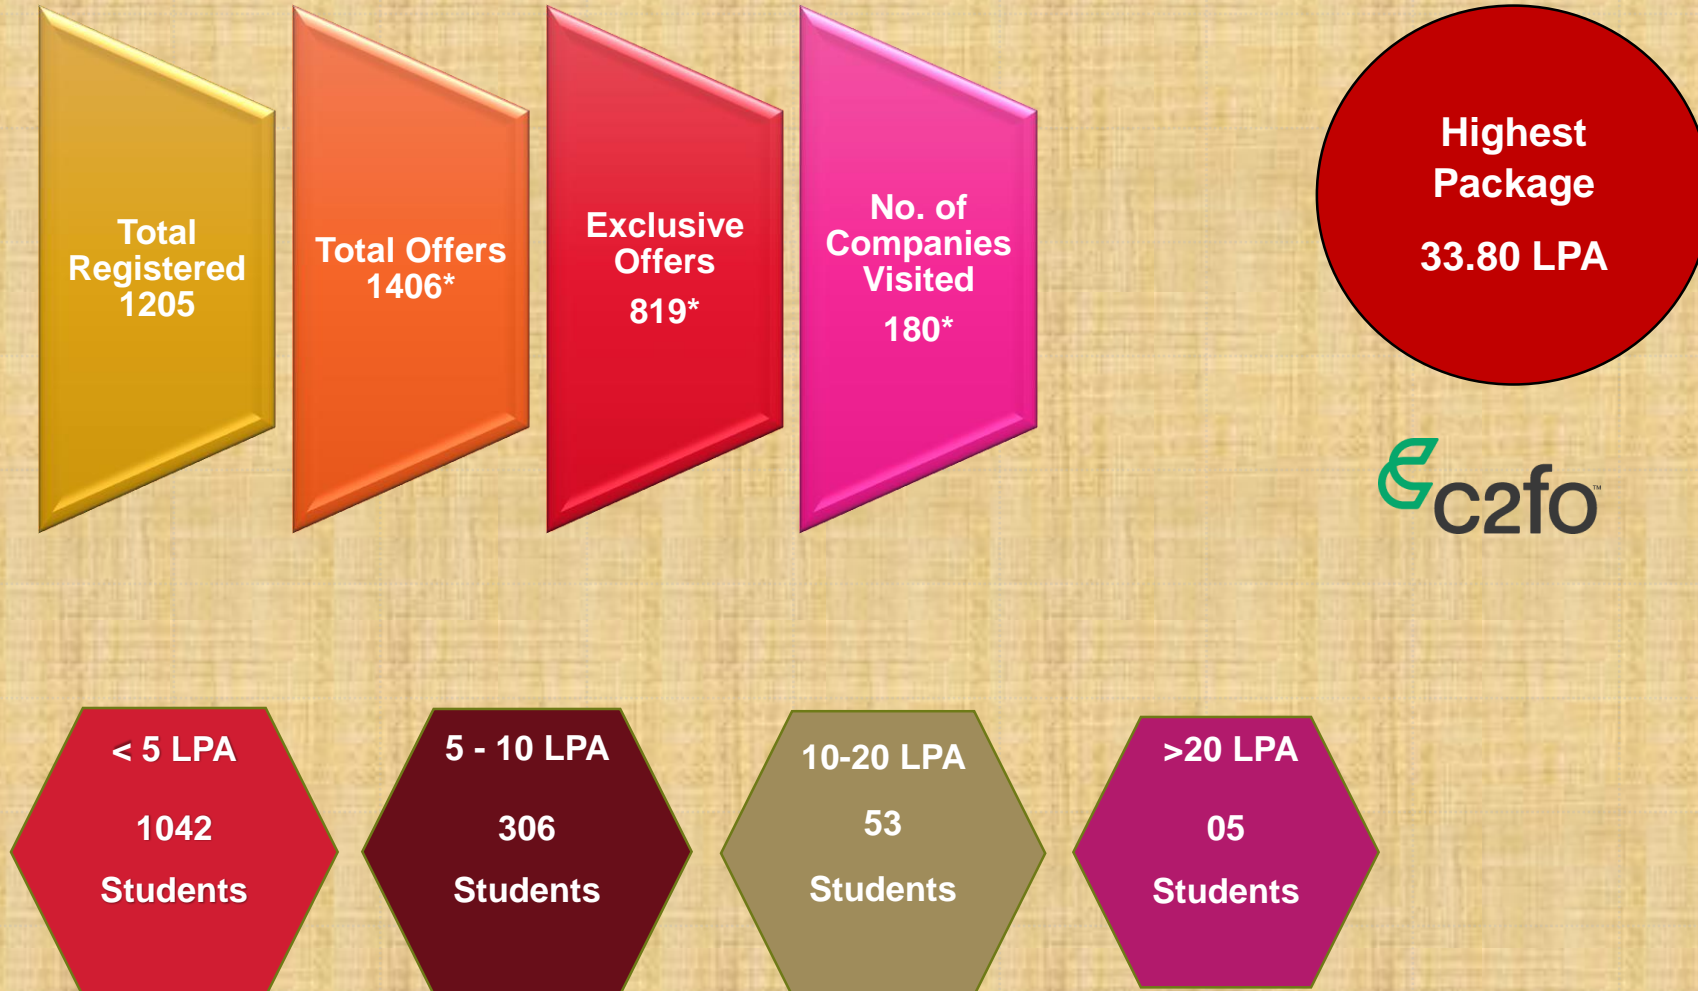 Total
Registered
1205
Total Offers
1406*
Exclusive
Offers
819*
No. of
Companies
Visited
180*
Highest
Package
33.80 LPA
c2fo™
< 5 LPA
1042
Students
5 - 10 LPA
306
Students
10-20 LPA
53
Students
>20 LPA
05
Students